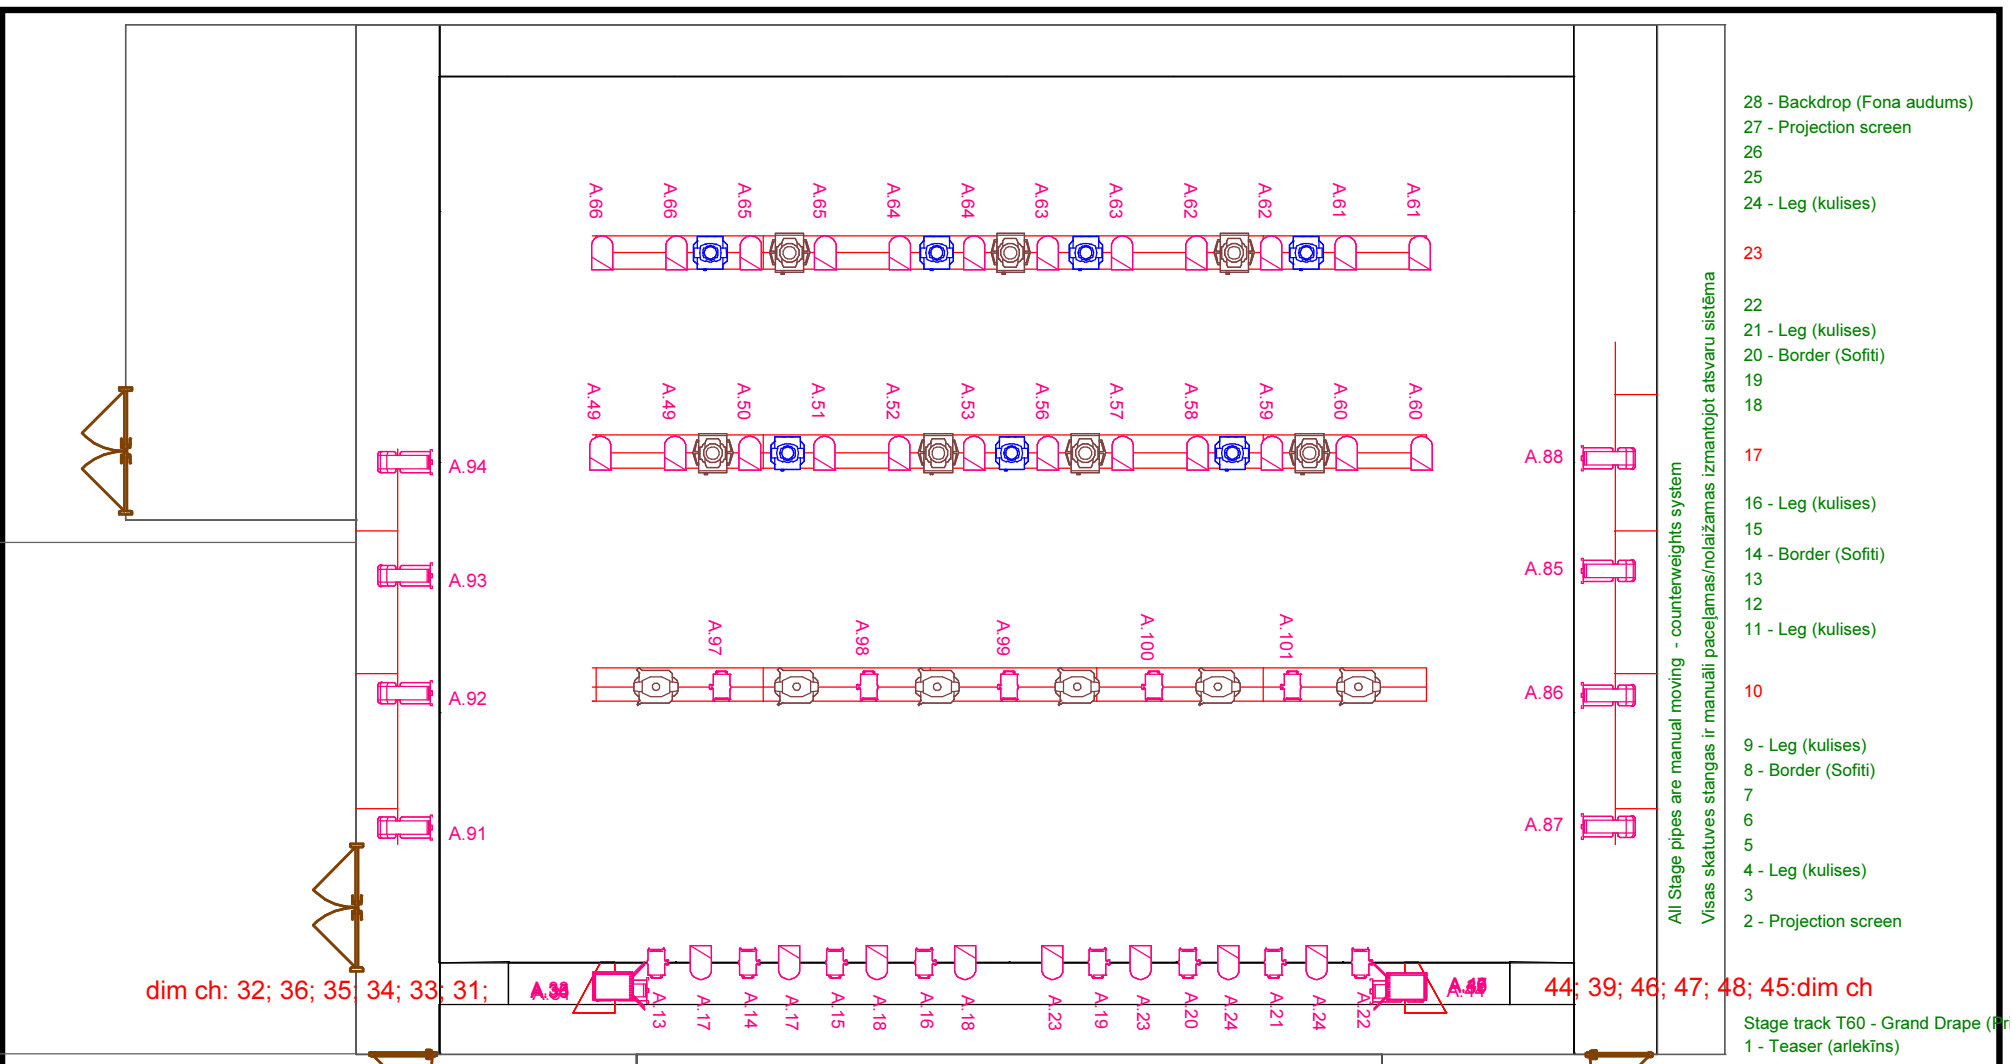 28 - Backdrop (Fona audums)
27 - Projection screen
26
25
24 - Leg (kulises)
23
22
21 - Leg (kulises)
20 - Border (Sofiti)
19
18
17
16 - Leg (kulises)
15
14 - Border (Sofiti)
13
12
11 - Leg (kulises)
10
9 - Leg (kulises)
8 - Border (Sofiti)
7
6
5
4 - Leg (kulises)
3
2 - Projection screen
Stage track T60 - Grand Drape (Pri
1 - Teaser (arlekīns)
All Stage pipes are manual moving - counterweights system
Visas skatuves stangas ir manuāli paceļamas/nolaižamas izmantojot atsvaru sistēma
A.66 A.66 A.65 A.65 A.64 A.64 A.63 A.63 A.62 A.62 A.61 A.61
A.49 A.49 A.50 A.51 A.52 A.53 A.56 A.57 A.58 A.59 A.60 A.60
A.94
A.88
A.93
A.85
A.97 A.98 A.99 A.100 A.101
A.92
A.86
A.91
A.87
dim ch: 32; 36; 35; 34; 33; 31;
44; 39; 46; 47; 48; 45:dim ch
A.13 A.17 A.14 A.17 A.15 A.18 A.16 A.18 A.23 A.19 A.23 A.20 A.24 A.21 A.24 A.22